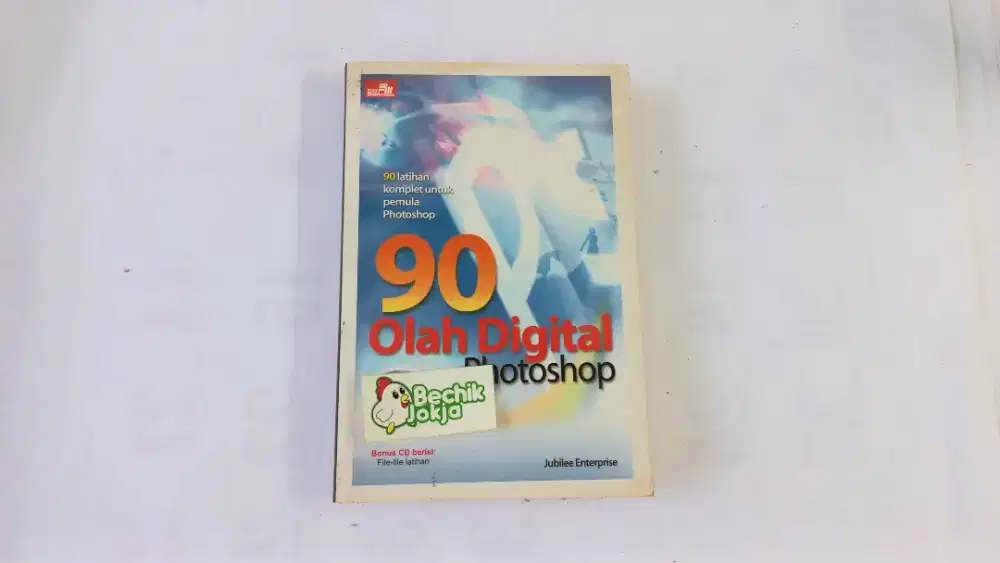 90 latihan
komplet untuk
pemula
Photoshop
90
Olah Digital
Photoshop
Bechik
Jokja
Bonus CD berisi:
File-file latihan
Jubilee Enterprise